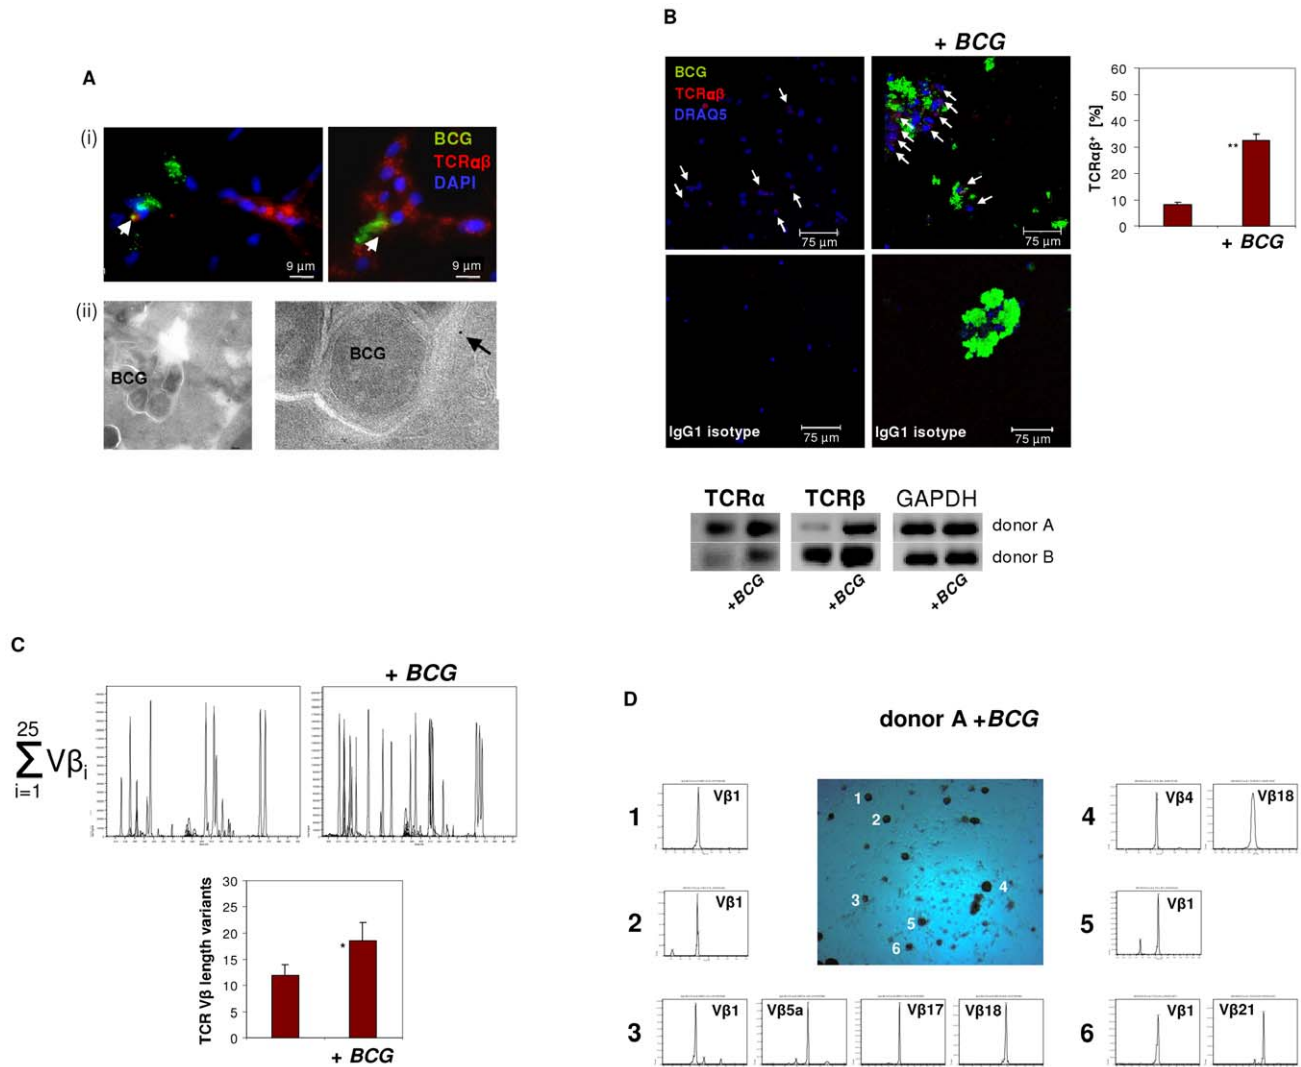 A
(i)
BCG
TCRαβ
DAPI
9 µm
9 µm
(ii)
BCG
BCG
B
+ BCG
BCG
TCRαβ
DRAQ5
75 µm
75 µm
IgG1 isotype
75 µm
IgG1 isotype
75 µm
TCRαβ+ [%]
60
50
40
30
20
10
0
**
+ BCG
TCRα TCRβ GAPDH
donor A
donor B
+BCG +BCG +BCG
C
+ BCG
25
Σ Vβi
i=1
TCR Vβ length variants
30
25
20
15
10
5
0
*
+ BCG
D
donor A +BCG
1
Vβ1
2
Vβ1
3
Vβ1
Vβ5a
Vβ17
Vβ18
1
2
3
4
5
6
4
Vβ4
Vβ18
5
Vβ1
6
Vβ1
Vβ21